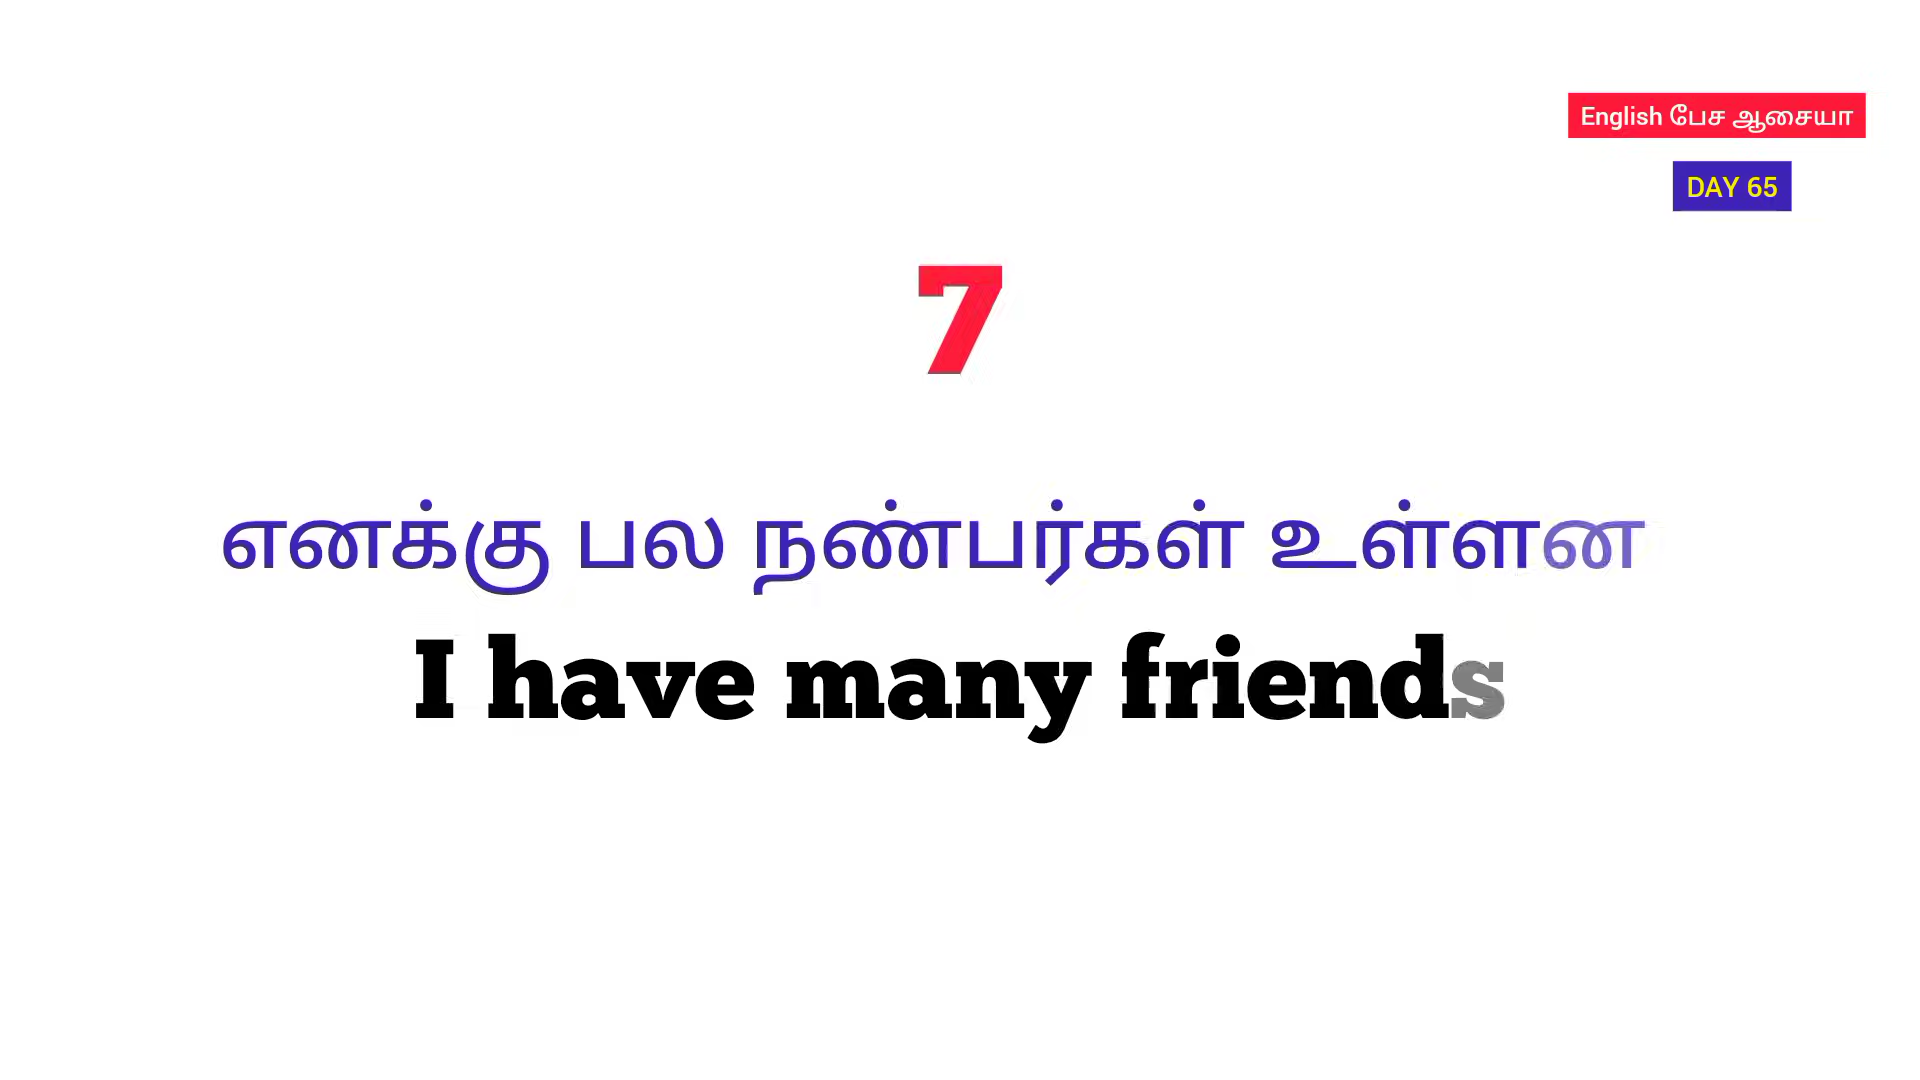 English பேச ஆசையா
DAY 65
7
எனக்கு பல நண்பர்கள் உள்ளன
I have many friends